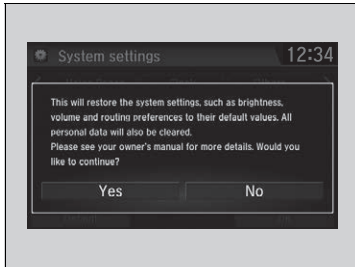 System settings
12:34
This will restore the system settings, such as brightness,
volume and routing preferences to their default values. All
personal data will also be cleared.
Please see your owner's manual for more details. Would you
like to continue?
Yes
No
Default